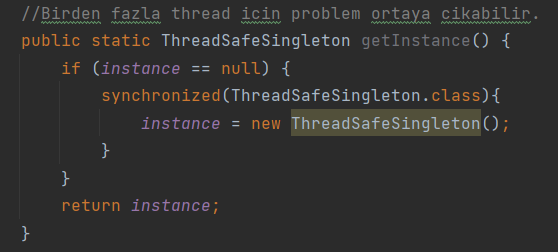 //Birden fazla thread icin problem ortaya cikabilir.
public static ThreadSafeSingleton getInstance() {
if (instance == null) {
synchronized(ThreadSafeSingleton.class){
instance = new ThreadSafeSingleton();
}
}
return instance;
}